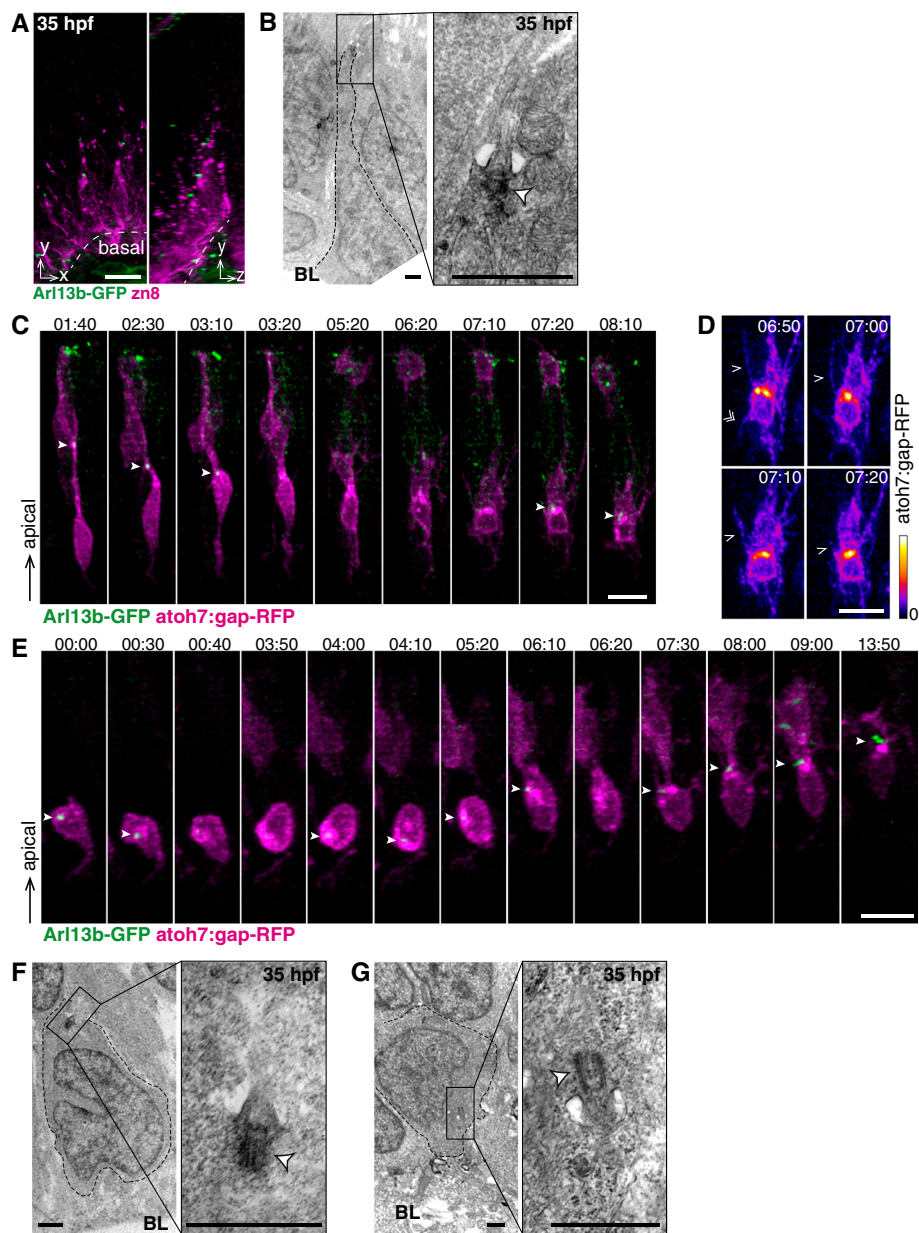 A
35 hpf
basal
y
x
y
z
Arl13b-GFP zn8
B
35 hpf
BL
C
01:40 02:30 03:10 03:20 05:20 06:20 07:10 07:20 08:10
apical
Arl13b-GFP atoh7:gap-RFP
D
06:50 07:00
07:10 07:20
atoh7:gap-RFP
0
E
00:00 00:30 00:40 03:50 04:00 04:10 05:20 06:10 06:20 07:30 08:00 09:00 13:50
apical
Arl13b-GFP atoh7:gap-RFP
F
35 hpf
BL
G
35 hpf
BL